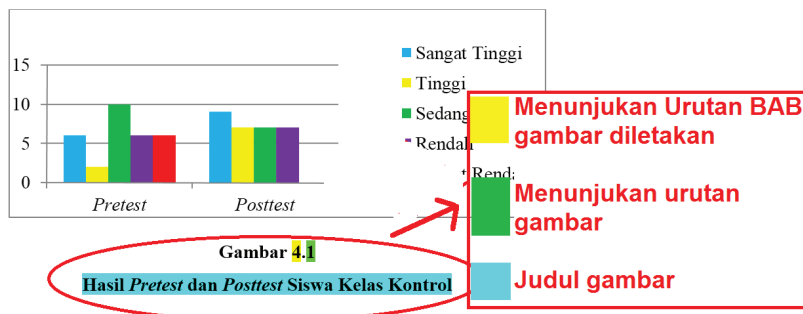 15
10
5
0
Pretest
Posttest
Sangat Tinggi
Tinggi
Sedang
Rendah
Gambar 4.1
Hasil Pretest dan Posttest Siswa Kelas Kontrol
Menunjukan Urutan BAB
gambar diletakan
Menunjukan urutan
gambar
Judul gambar